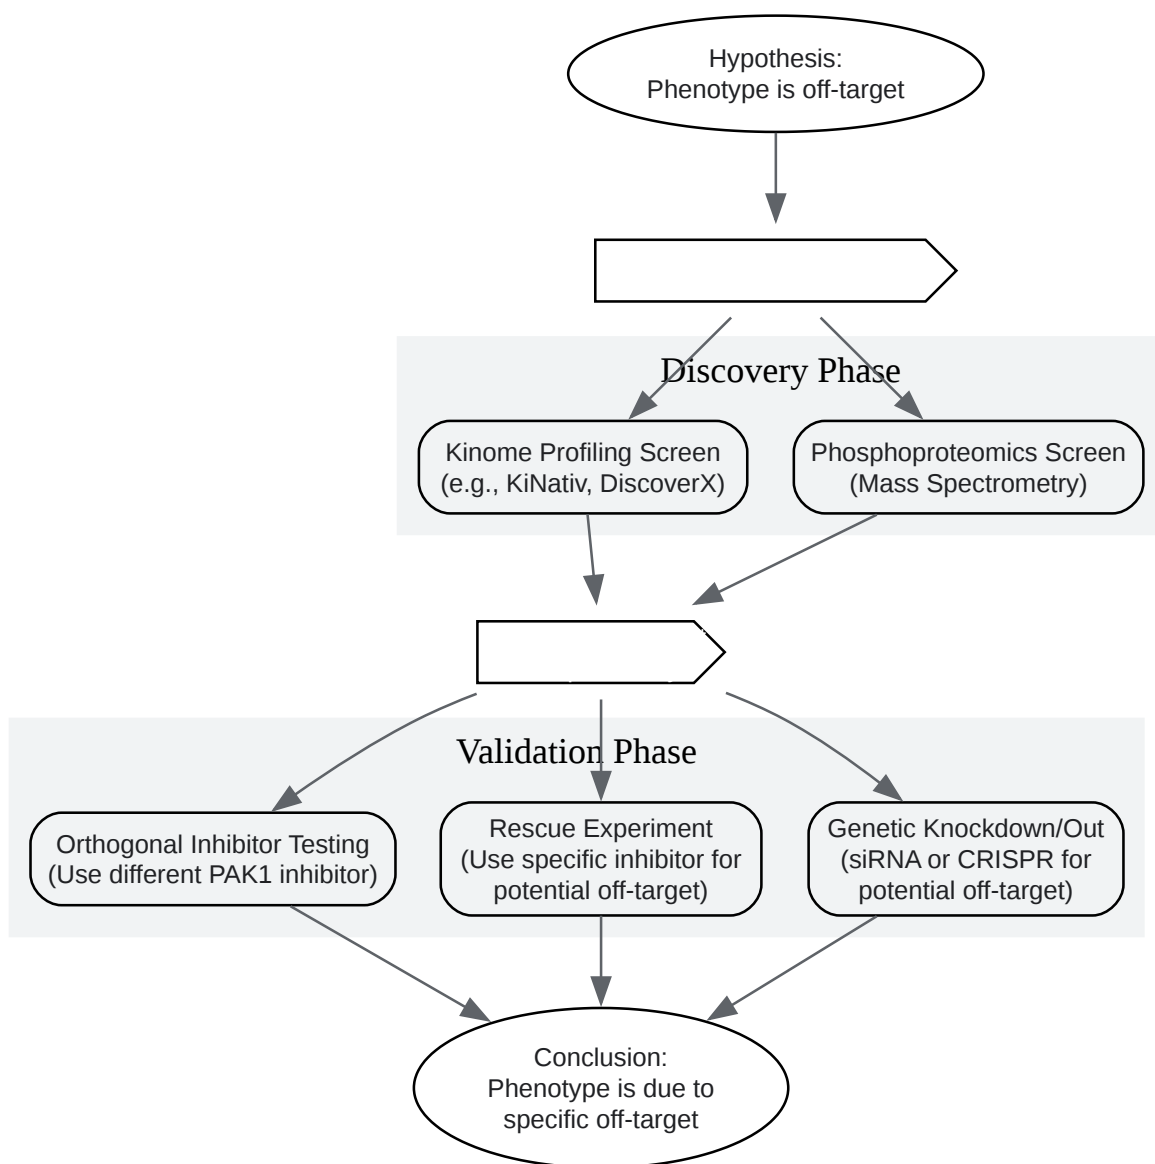 Hypothesis:
Phenotype is off-target
Discovery Phase
Kinome Profiling Screen
(e.g., KiNativ, DiscoverX)
Phosphoproteomics Screen
(Mass Spectrometry)
Validation Phase
Orthogonal Inhibitor Testing
(Use different PAK1 inhibitor)
Rescue Experiment
(Use specific inhibitor for
potential off-target)
Genetic Knockdown/Out
(siRNA or CRISPR for
potential off-target)
Conclusion:
Phenotype is due to
specific off-target